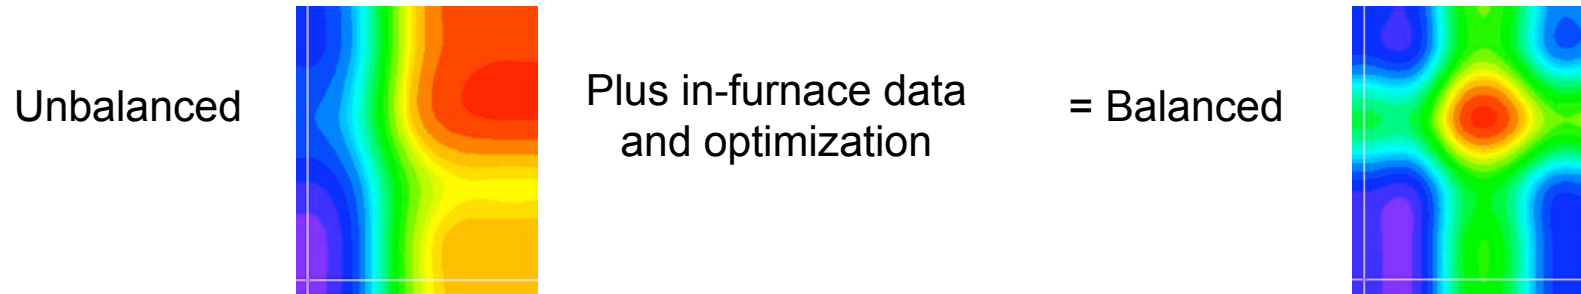 Unbalanced
Plus in-furnace data
and optimization
= Balanced